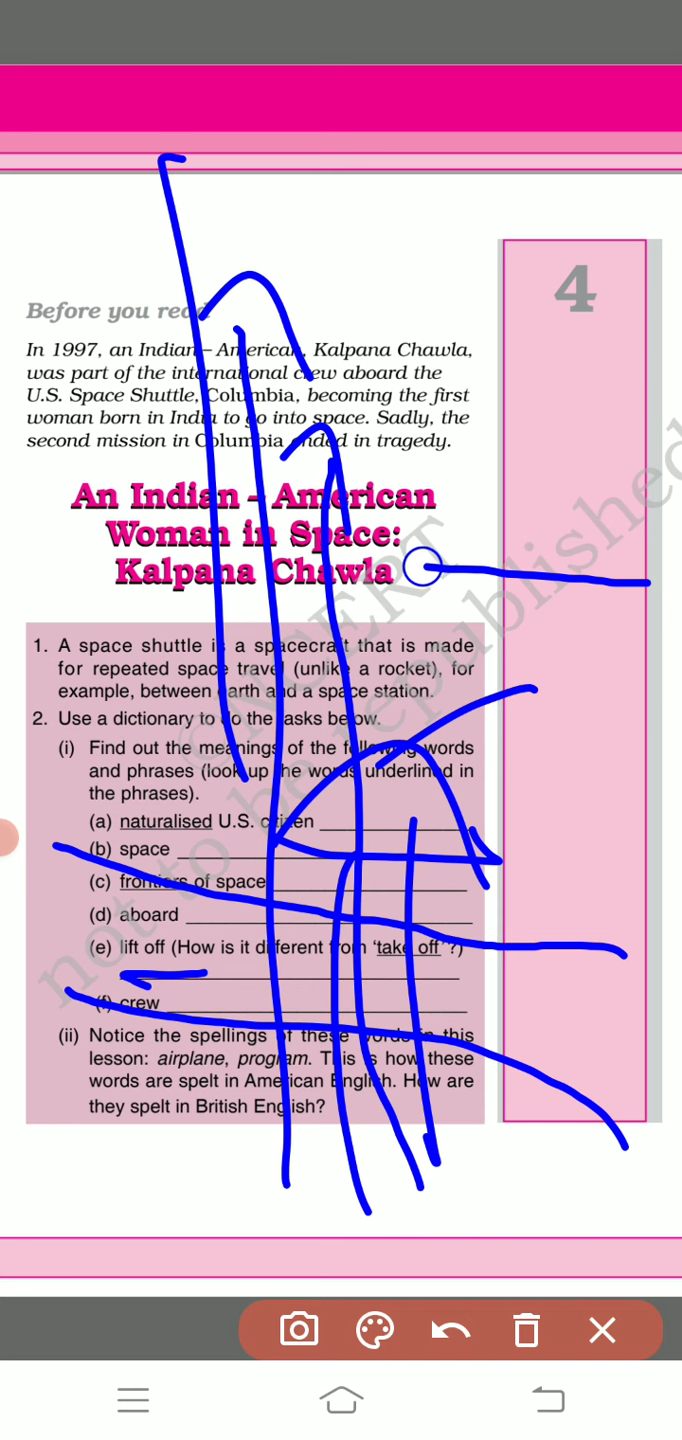 4
Before you read
In 1997, an Indian – American, Kalpana Chawla,
was part of the international crew aboard the
U.S. Space Shuttle, Columbia, becoming the first
woman born in India to go into space. Sadly, the
second mission in Columbia ended in tragedy.
An Indian – American
Woman in Space:
Kalpana Chawla
1. A space shuttle is a spacecraft that is made
for repeated space travel (unlike a rocket), for
example, between earth and a space station.
2. Use a dictionary to do the tasks below.
(i) Find out the meanings of the following words
and phrases (look up the words underlined in
the phrases).
(a) naturalised U.S. citizen
(b) space
(c) frontiers of space
(d) aboard
(e) lift off (How is it different from ‘take off’?)
(f) crew
(ii) Notice the spellings of these words in this
lesson: airplane, program. This is how these
words are spelt in American English. How are
they spelt in British English?
©NCERT
not to be republished